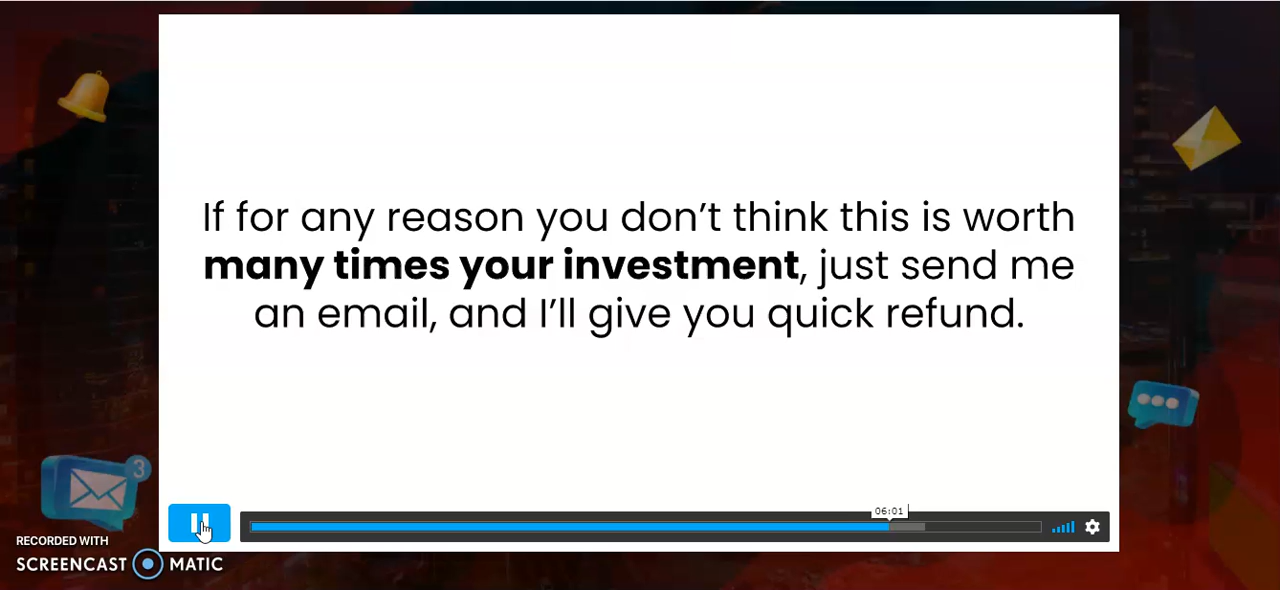 If for any reason you don't think this is worth
many times your investment, just send me
an email, and I'll give you quick refund.
3
06:01
RECORDED WITH
SCREENCAST MATIC